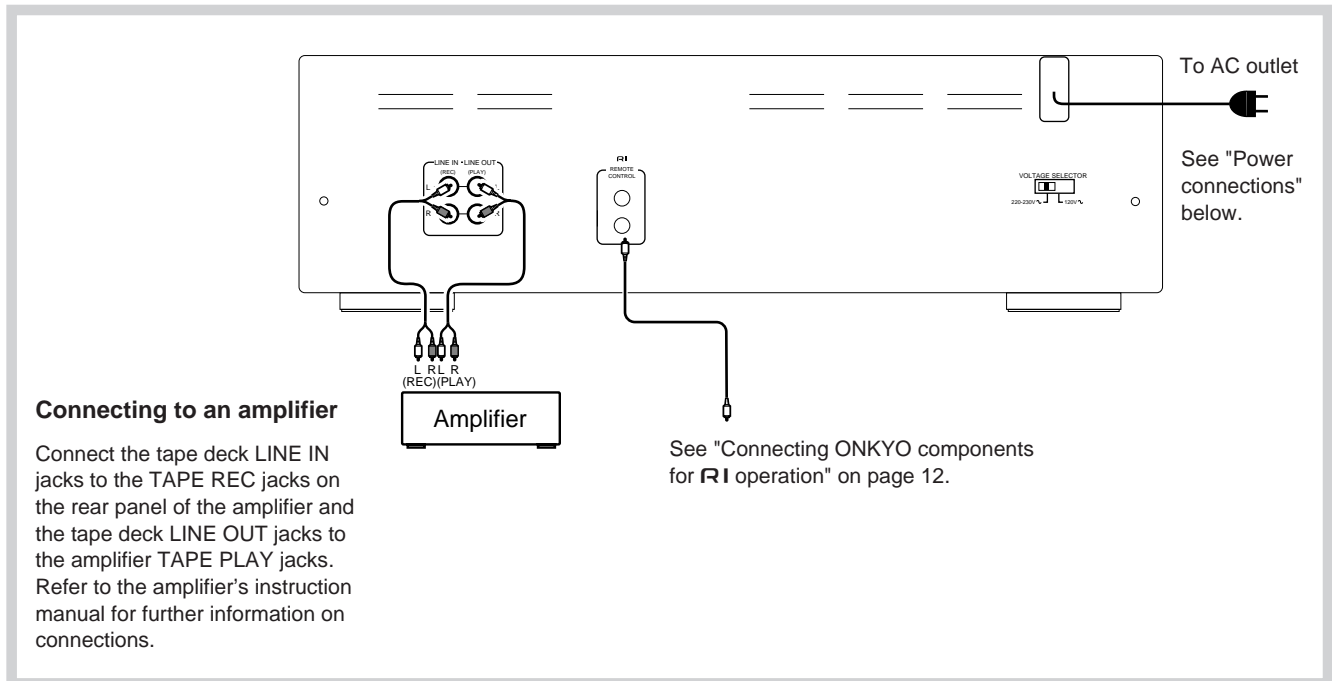 To AC outlet
See "Power
connections"
below.
LINE IN • LINE OUT
(REC) (PLAY)
L L
R R
RI
REMOTE
CONTROL
VOLTAGE SELECTOR
220-230V∿ 120V∿
L R L R
(REC)(PLAY)
Amplifier
Connecting to an amplifier
Connect the tape deck LINE IN
jacks to the TAPE REC jacks on
the rear panel of the amplifier and
the tape deck LINE OUT jacks to
the amplifier TAPE PLAY jacks.
Refer to the amplifier’s instruction
manual for further information on
connections.
See "Connecting ONKYO components
for RI operation" on page 12.